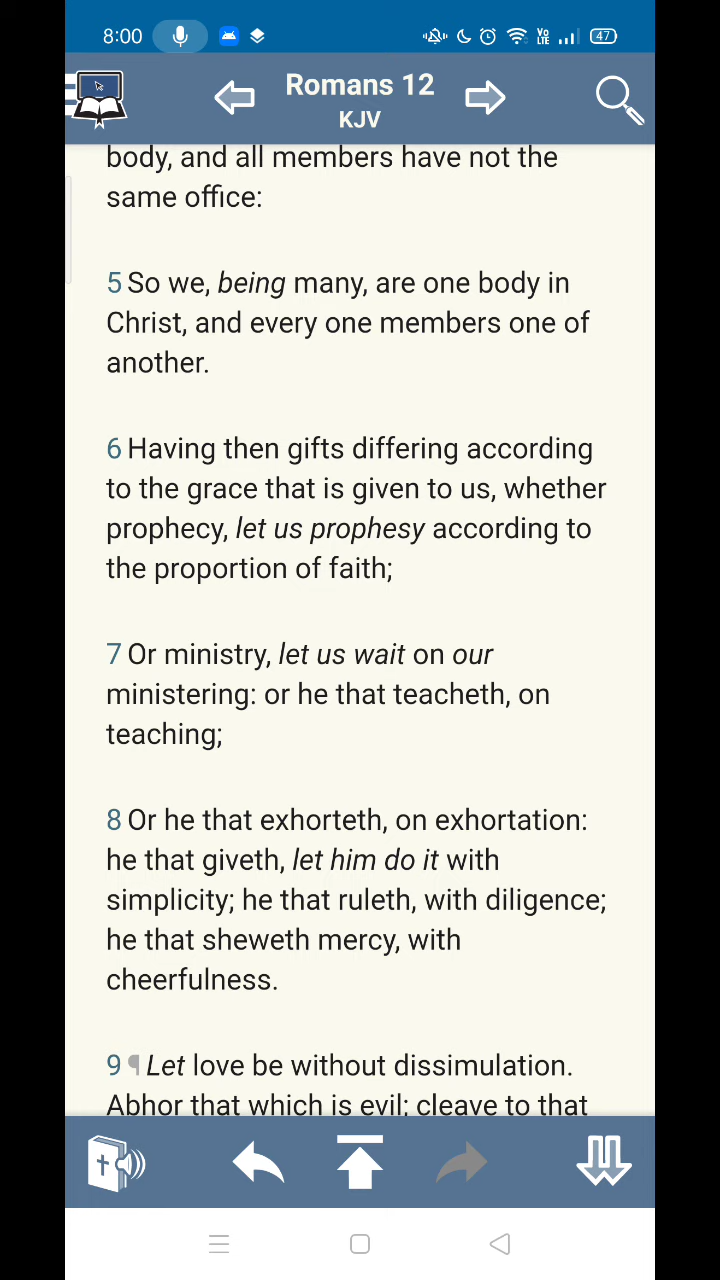 8:00
Vo
LTE
47
Romans 12
KJV
body, and all members have not the
same office:
5 So we, being many, are one body in
Christ, and every one members one of
another.
6 Having then gifts differing according
to the grace that is given to us, whether
prophecy, let us prophesy according to
the proportion of faith;
7 Or ministry, let us wait on our
ministering: or he that teacheth, on
teaching;
8 Or he that exhorteth, on exhortation:
he that giveth, let him do it with
simplicity; he that ruleth, with diligence;
he that sheweth mercy, with
cheerfulness.
9 ¶ Let love be without dissimulation.
Abhor that which is evil; cleave to that